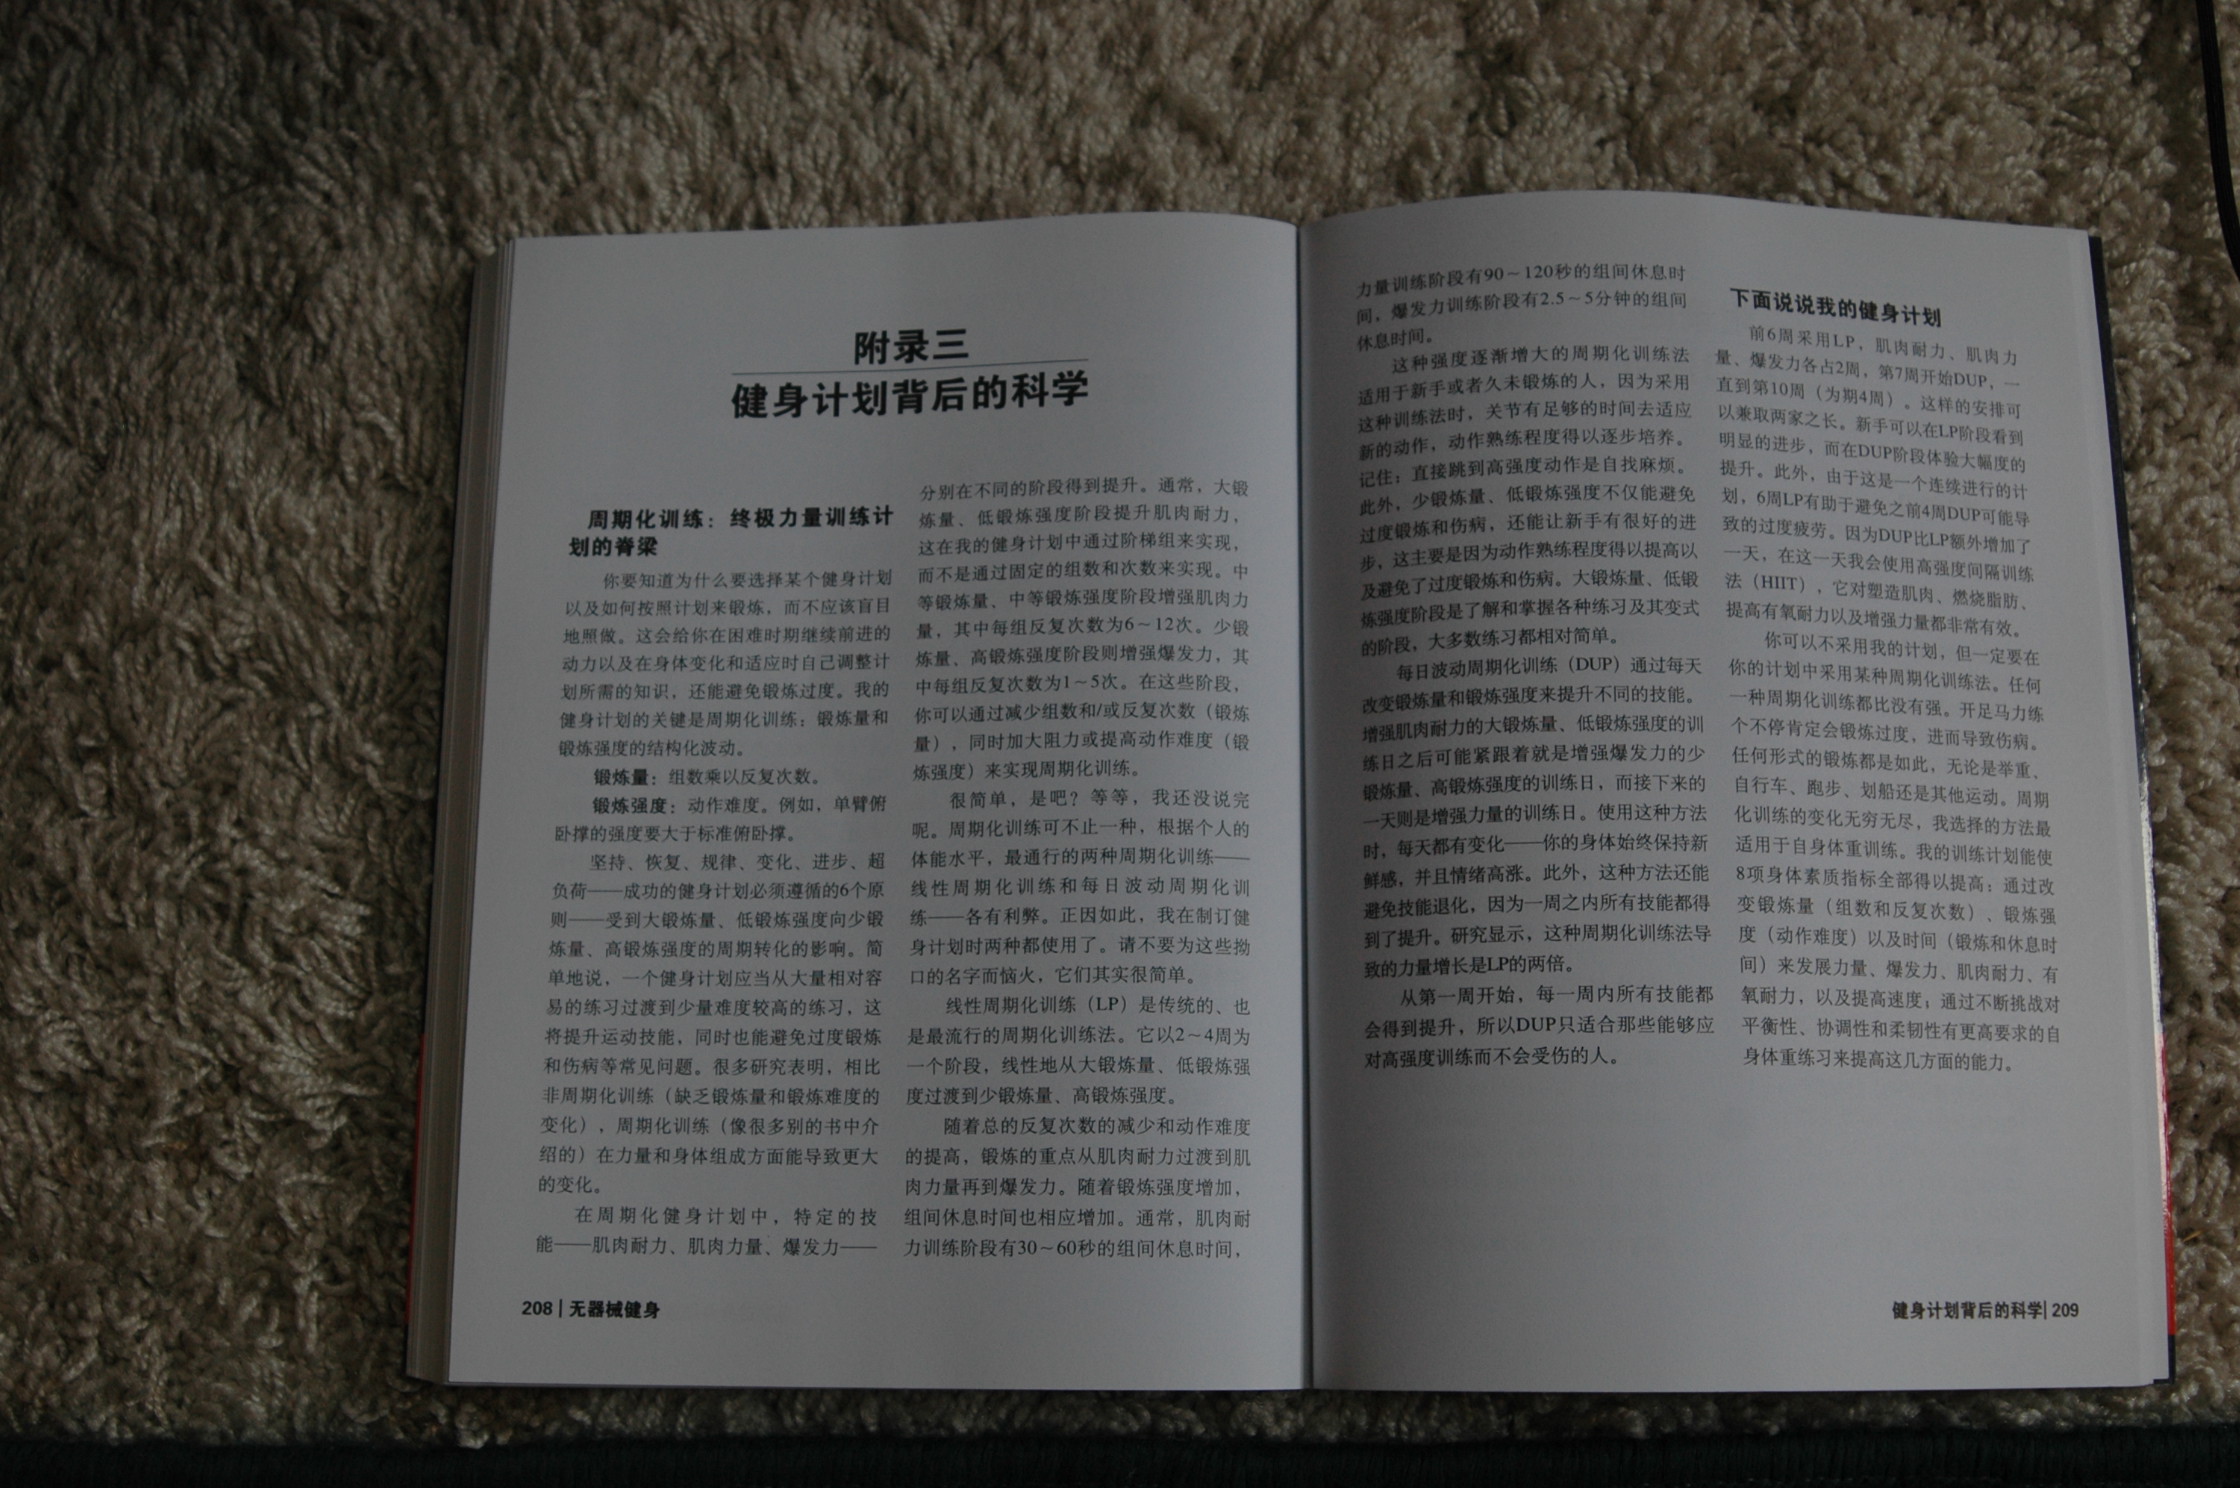 附录三
健身计划背后的科学
周期化训练：终极力量训练计
划的脊梁
你要知道为什么要选择某个健身计划
以及如何按照计划来锻炼，而不应该盲目
地照做。这会给你在困难时期继续前进的
动力以及在身体变化和适应时自己调整计
划所需的知识，还能避免锻炼过度。我的
健身计划的关键是周期化训练：锻炼量和
锻炼强度的结构化波动。
锻炼量：组数乘以反复次数。
锻炼强度：动作难度。例如，单臂俯
卧撑的强度要大于标准俯卧撑。
坚持、恢复、规律、变化、进步、超
负荷——成功的健身计划必须遵循的6个原
则——受到大锻炼量、低锻炼强度向少锻
炼量、高锻炼强度的周期转化的影响。简
单地说，一个健身计划应当从大量相对容
易的练习过渡到少量难度较高的练习，这
将提升运动技能，同时也能避免过度锻炼
和伤病等常见问题。很多研究表明，相比
非周期化训练（缺乏锻炼量和锻炼难度的
变化），周期化训练（像很多别的书中介
绍的）在力量和身体组成方面能导致更大
的变化。
在周期化健身计划中，特定的技
能——肌肉耐力、肌肉力量、爆发力——
分别在不同的阶段得到提升。通常，大锻
炼量、低锻炼强度阶段提升肌肉耐力，
这在我的健身计划中通过阶梯组来实现，
而不是通过固定的组数和次数来实现。中
等锻炼量、中等锻炼强度阶段增强肌肉力
量，其中每组反复次数为6～12次。少锻
炼量、高锻炼强度阶段则增强爆发力，其
中每组反复次数为1～5次。在这些阶段，
你可以通过减少组数和/或反复次数（锻炼
量），同时加大阻力或提高动作难度（锻
炼强度）来实现周期化训练。
很简单，是吧？等等，我还没说完
呢。周期化训练可不止一种，根据个人的
体能水平，最通行的两种周期化训练——
线性周期化训练和每日波动周期化训
练——各有利弊。正因如此，我在制订健
身计划时两种都使用了。请不要为这些拗
口的名字而恼火，它们其实很简单。
线性周期化训练（LP）是传统的、也
是最流行的周期化训练法。它以2～4周为
一个阶段，线性地从大锻炼量、低锻炼强
度过渡到少锻炼量、高锻炼强度。
随着总的反复次数的减少和动作难度
的提高，锻炼的重点从肌肉耐力过渡到肌
肉力量再到爆发力。随着锻炼强度增加，
组间休息时间也相应增加。通常，肌肉耐
力训练阶段有30～60秒的组间休息时间，
208 | 无器械健身
力量训练阶段有90～120秒的组间休息时
间，爆发力训练阶段有2.5～5分钟的组间
休息时间。
这种强度逐渐增大的周期化训练法
适用于新手或者久未锻炼的人，因为采用
这种训练法时，关节有足够的时间去适应
新的动作，动作熟练程度得以逐步培养。
记住：直接跳到高强度动作是自找麻烦。
此外，少锻炼量、低锻炼强度不仅能避免
过度锻炼和伤病，还能让新手有很好的进
步，这主要是因为动作熟练程度得以提高以
及避免了过度锻炼和伤病。大锻炼量、低锻
炼强度阶段是了解和掌握各种练习及其变式
的阶段，大多数练习都相对简单。
每日波动周期化训练（DUP）通过每天
改变锻炼量和锻炼强度来提升不同的技能。
增强肌肉耐力的大锻炼量、低锻炼强度的训
练日之后可能紧跟着就是增强爆发力的少
锻炼量、高锻炼强度的训练日，而接下来的
一天则是增强力量的训练日。使用这种方法
时，每天都有变化——你的身体始终保持新
鲜感，并且情绪高涨。此外，这种方法还能
避免技能退化，因为一周之内所有技能都得
到了提升。研究显示，这种周期化训练法导
致的力量增长是LP的两倍。
从第一周开始，每一周内所有技能都
会得到提升，所以DUP只适合那些能够应
对高强度训练而不会受伤的人。
下面说说我的健身计划
前6周采用LP，肌肉耐力、肌肉力
量、爆发力各占2周，第7周开始DUP，一
直到第10周（为期4周）。这样的安排可
以兼取两家之长。新手可以在LP阶段看到
明显的进步，而在DUP阶段体验大幅度的
提升。此外，由于这是一个连续进行的计
划，6周LP有助于避免之前4周DUP可能导
致的过度疲劳。因为DUP比LP额外增加了
一天，在这一天我会使用高强度间隔训练
法（HIIT），它对塑造肌肉、燃烧脂肪、
提高有氧耐力以及增强力量都非常有效。
你可以不采用我的计划，但一定要在
你的计划中采用某种周期化训练法。任何
一种周期化训练都比没有强。开足马力练
个不停肯定会锻炼过度，进而导致伤病。
任何形式的锻炼都是如此，无论是举重、
自行车、跑步、划船还是其他运动。周期
化训练的变化无穷无尽，我选择的方法最
适用于自身体重训练。我的训练计划能使
8项身体素质指标全部得以提高：通过改
变锻炼量（组数和反复次数）、锻炼强
度（动作难度）以及时间（锻炼和休息时
间）来发展力量、爆发力、肌肉耐力、有
氧耐力，以及提高速度；通过不断挑战对
平衡性、协调性和柔韧性有更高要求的自
身体重练习来提高这几方面的能力。
健身计划背后的科学 | 209